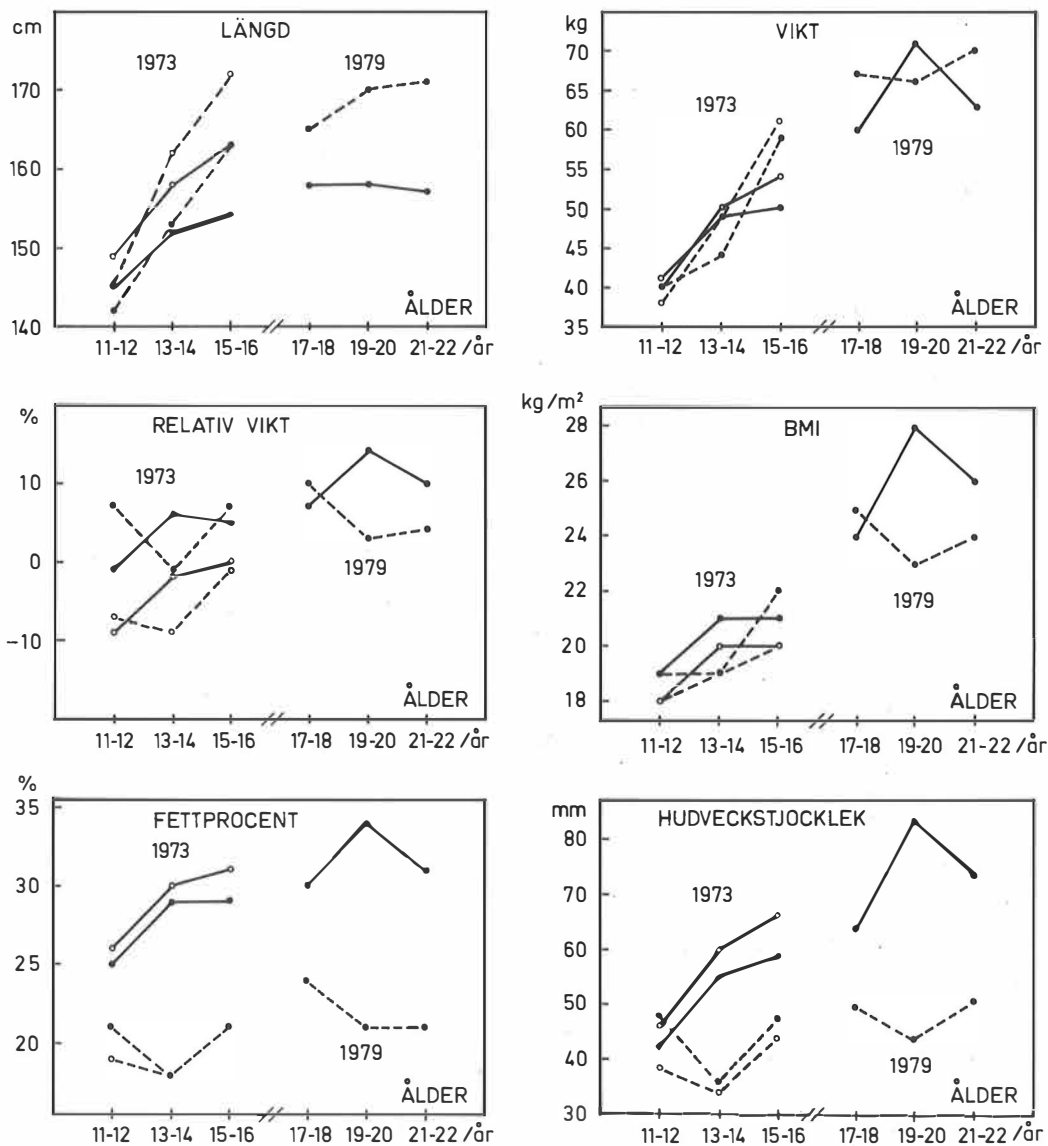 cm
LÄNGD
1973
1979
170
160
150
140
ÅLDER
11-12 13-14 15-16 17-18 19-20 21-22 /år
kg
VIKT
70
65
60
55
50
45
40
35
1973
1979
ÅLDER
11-12 13-14 15-16 17-18 19-20 21-22 /år
%
RELATIV VIKT
1973
10
0
-10
1979
ÅLDER
11-12 13-14 15-16 17-18 19-20 21-22 /år
kg/m²
BMI
28
26
24
22
20
18
1973
1979
ÅLDER
11-12 13-14 15-16 17-18 19-20 21-22 /år
%
35
FETTPROCENT
1973
30
25
20
1979
ÅLDER
11-12 13-14 15-16 17-18 19-20 21-22 /år
mm
HUDVECKSTJOCKLEK
80
70
60
50
40
30
1973
1979
ÅLDER
11-12 13-14 15-16 17-18 19-20 21-22 /år